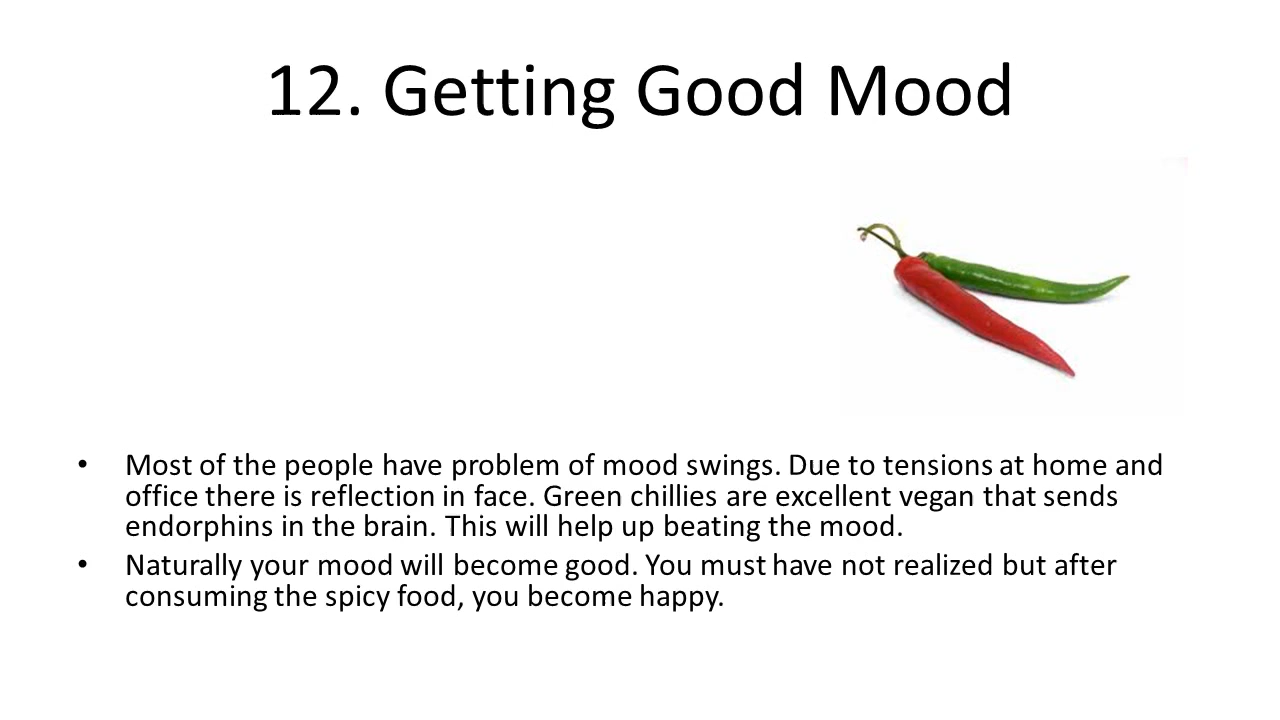 12. Getting Good Mood
• Most of the people have problem of mood swings. Due to tensions at home and
office there is reflection in face. Green chillies are excellent vegan that sends
endorphins in the brain. This will help up beating the mood.
• Naturally your mood will become good. You must have not realized but after
consuming the spicy food, you become happy.